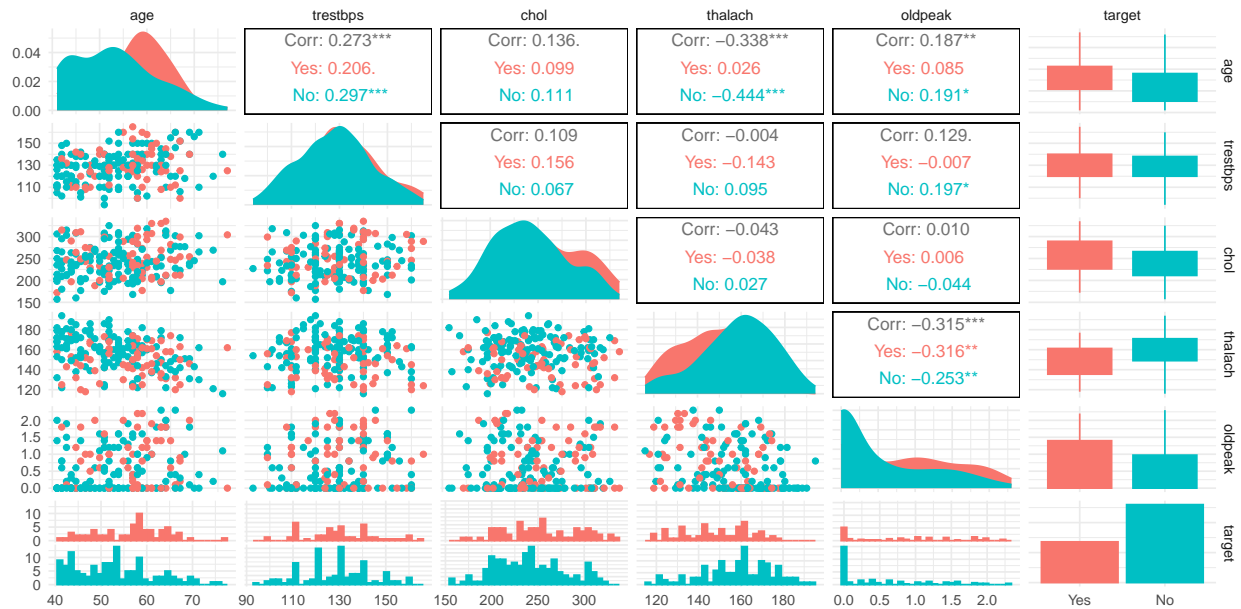 age trestbps chol thalach oldpeak target
0.04
0.02
0.00
Corr: 0.273***
Yes: 0.206.
No: 0.297***
Corr: 0.136.
Yes: 0.099
No: 0.111
Corr: −0.338***
Yes: 0.026
No: −0.444***
Corr: 0.187**
Yes: 0.085
No: 0.191*
age
150
130
110
Corr: 0.109
Yes: 0.156
No: 0.067
Corr: −0.004
Yes: −0.143
No: 0.095
Corr: 0.129.
Yes: −0.007
No: 0.197*
trestbps
300
250
200
150
Corr: −0.043
Yes: −0.038
No: 0.027
Corr: 0.010
Yes: 0.006
No: −0.044
chol
180
160
140
120
Corr: −0.315***
Yes: −0.316**
No: −0.253**
thalach
2.0
1.5
1.0
0.5
0.0
oldpeak
10
5
0
10
5
0
target
40 50 60 70 90 110 130 150 150 200 250 300 120 140 160 180 0.0 0.5 1.0 1.5 2.0 Yes No